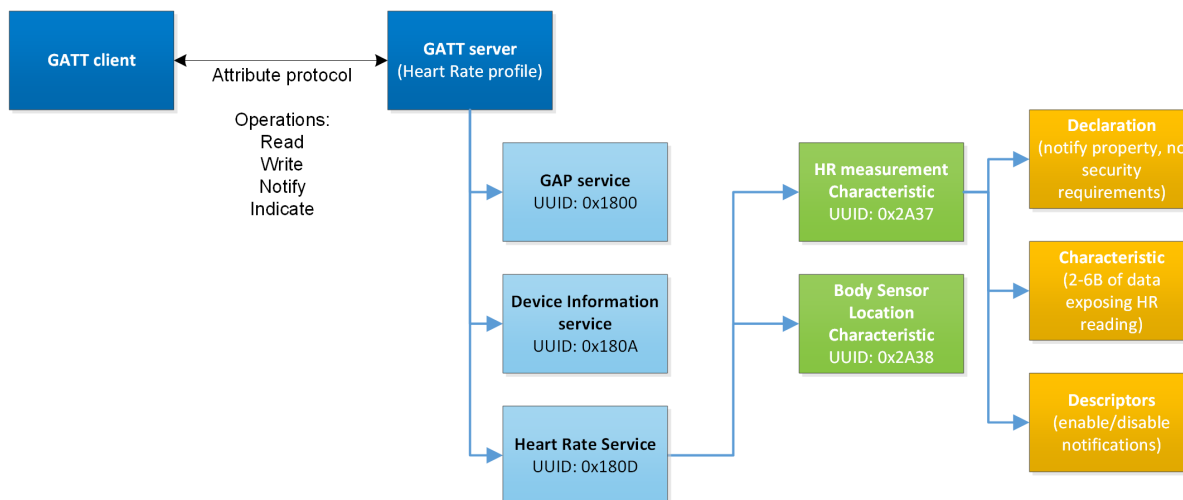 GATT client
Attribute protocol
Operations:
Read
Write
Notify
Indicate
GATT server
(Heart Rate profile)
GAP service
UUID: 0x1800
Device Information
service
UUID: 0x180A
Heart Rate Service
UUID: 0x180D
HR measurement
Characteristic
UUID: 0x2A37
Body Sensor
Location
Characteristic
UUID: 0x2A38
Declaration
(notify property, no
security
requirements)
Characteristic
(2-6B of data
exposing HR
reading)
Descriptors
(enable/disable
notifications)